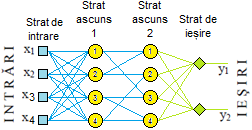 Strat de intrare
Strat ascuns 1
Strat ascuns 2
Strat de ieșire
INTRĂRI
x1
x2
x3
x4
1
2
3
4
1
2
3
4
y1
y2
IEȘIRI